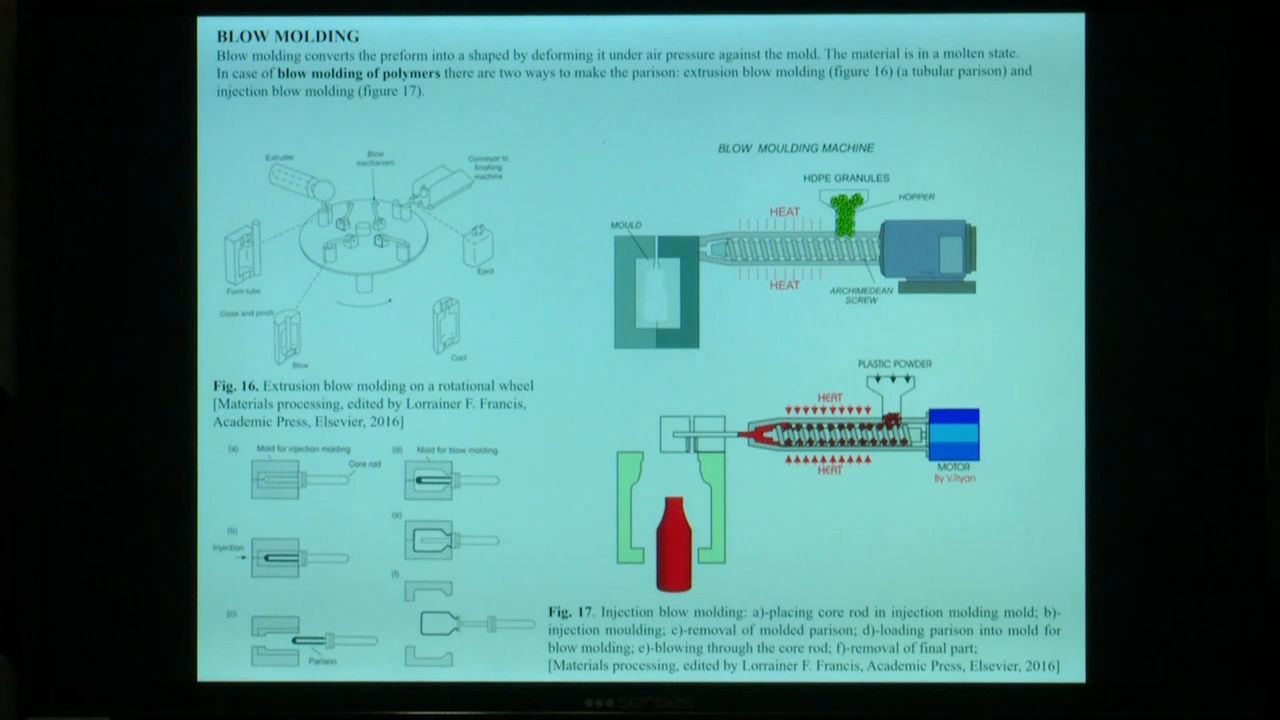 BLOW MOLDING
Blow molding converts the preform into a shaped by deforming it under air pressure against the mold. The material is in a molten state.
In case of blow molding of polymers there are two ways to make the parison: extrusion blow molding (figure 16) (a tubular parison) and
injection blow molding (figure 17).
Extruder
Blow
mechanism
Conveyor to
finishing
machine
Form tube
Eject
Close and pinch
Blow
Cool
Fig. 16. Extrusion blow molding on a rotational wheel
[Materials processing, edited by Lorrainer F. Francis,
Academic Press, Elsevier, 2016]
(a) Mold for injection molding
Core rod
(d) Mold for blow molding
(b)
Injection
(e)
(f)
(c)
Parison
BLOW MOULDING MACHINE
HDPE GRANULES
HOPPER
HEAT
MOULD
HEAT
ARCHIMEDEAN
SCREW
PLASTIC POWDER
HEAT
HEAT
MOTOR
By V.Ryan
Fig. 17. Injection blow molding: a)-placing core rod in injection molding mold; b)-
injection moulding; c)-removal of molded parison; d)-loading parison into mold for
blow molding; e)-blowing through the core rod; f)-removal of final part;
[Materials processing, edited by Lorrainer F. Francis, Academic Press, Elsevier, 2016]